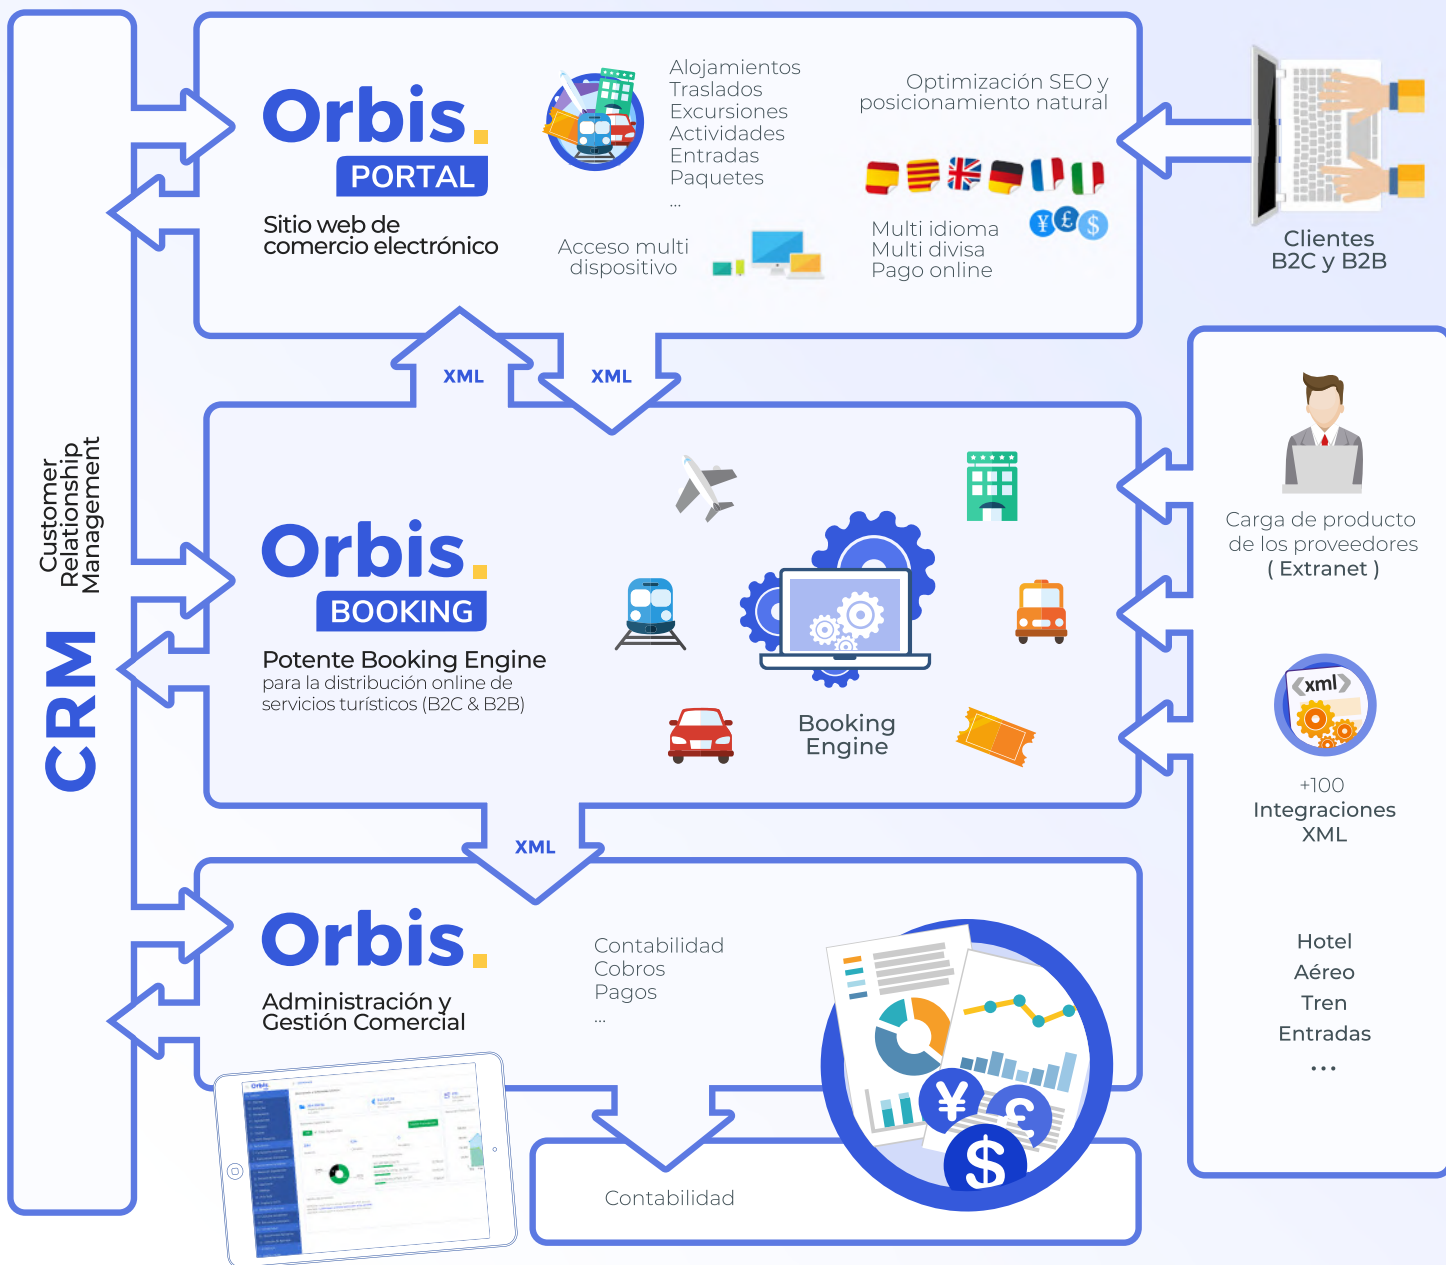 Customer
Relationship
Management
CRM
Orbis.
PORTAL
Sitio web de
comercio electrónico
Alojamientos
Traslados
Excursiones
Actividades
Entradas
Paquetes
...
Acceso multi
dispositivo
Optimización SEO y
posicionamiento natural
¥ £ $
Multi idioma
Multi divisa
Pago online
Clientes
B2C y B2B
XML
XML
Orbis.
BOOKING
Potente Booking Engine
para la distribución online de
servicios turísticos (B2C & B2B)
Booking
Engine
Carga de producto
de los proveedores
( Extranet )
<xml>
+100
Integraciones
XML
Hotel
Aéreo
Tren
Entradas
...
XML
Orbis.
Administración y
Gestión Comercial
Contabilidad
Cobros
Pagos
...
¥ £
$
Orbis.
Contabilidad